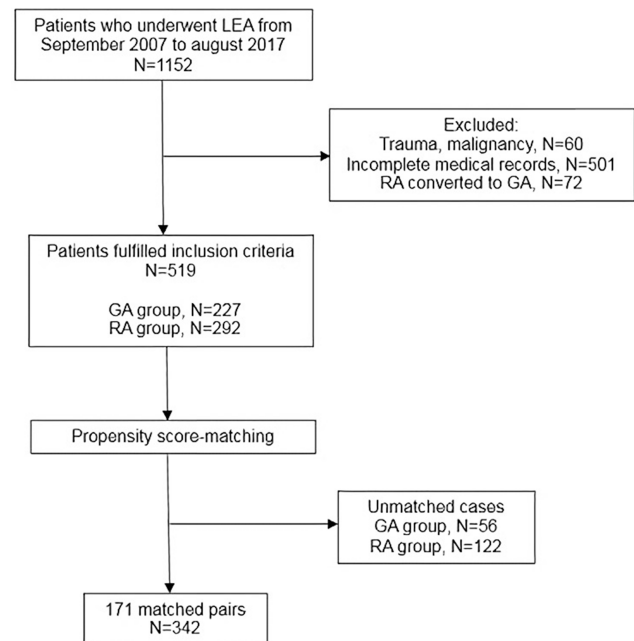 Patients who underwent LEA from
September 2007 to august 2017
N=1152
Excluded:
Trauma, malignancy, N=60
Incomplete medical records, N=501
RA converted to GA, N=72
Patients fulfilled inclusion criteria
N=519
GA group, N=227
RA group, N=292
Propensity score-matching
Unmatched cases
GA group, N=56
RA group, N=122
171 matched pairs
N=342